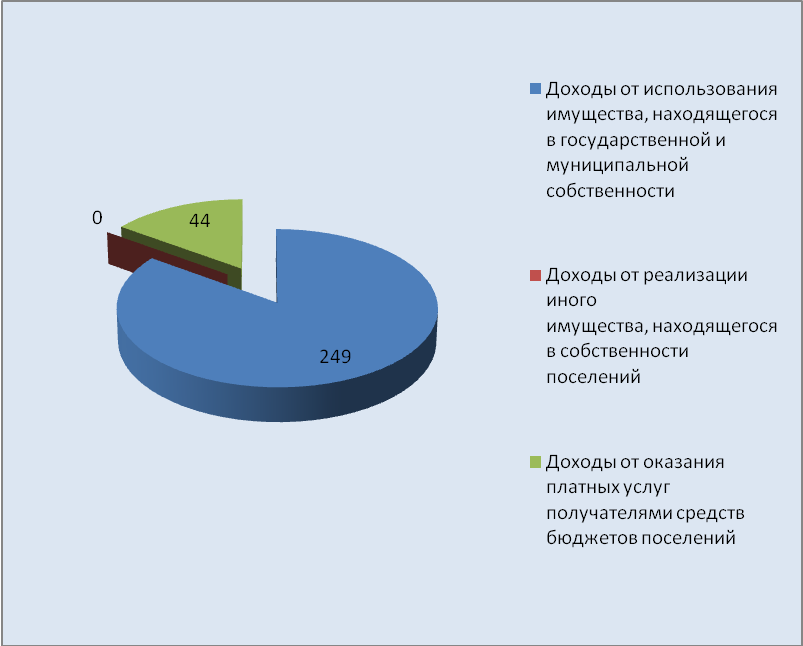 0
44
249
Доходы от использования
имущества, находящегося
в государственной и
муниципальной
собственности
Доходы от реализации
иного
имущества, находящегося
в собственности
поселений
Доходы от оказания
платных услуг
получателями средств
бюджетов поселений